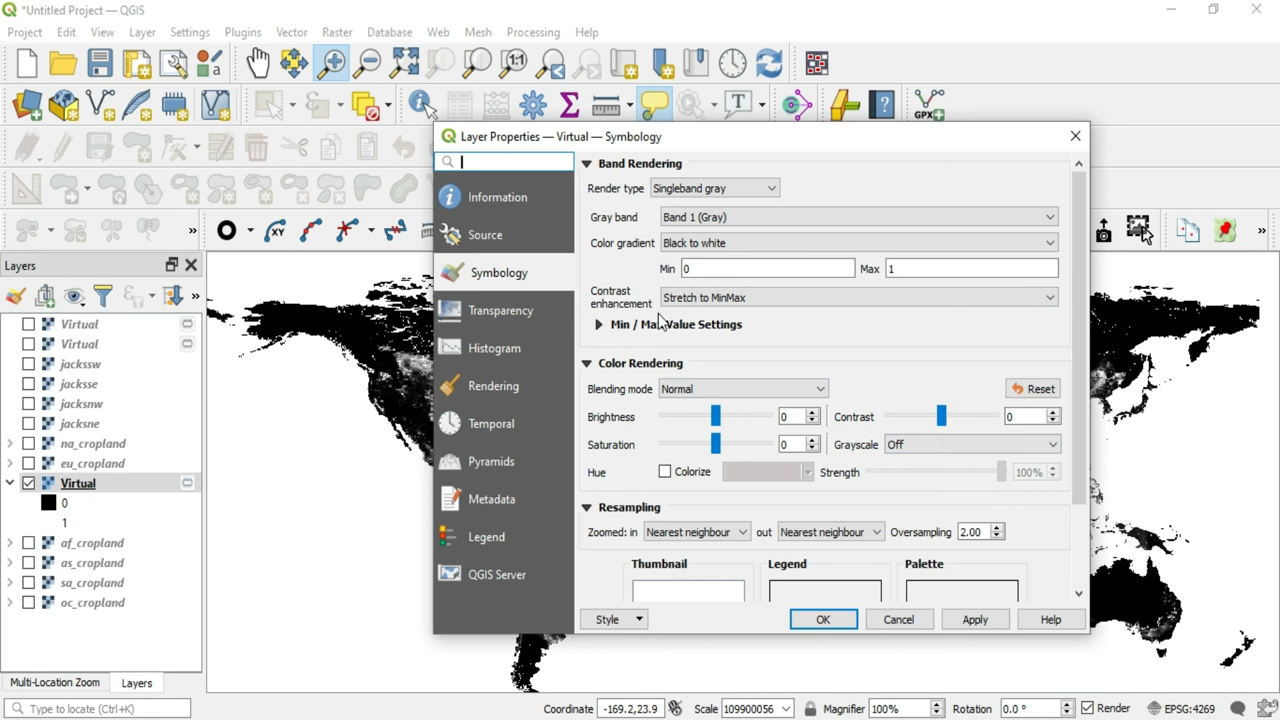 *Untitled Project — QGIS
Project Edit View Layer Settings Plugins Vector Raster Database Web Mesh Processing Help
GPX
Layer Properties — Virtual — Symbology
Information
Source
Symbology
Transparency
Histogram
Rendering
Temporal
Pyramids
Metadata
Legend
QGIS Server
Band Rendering
Render type Singleband gray
Gray band Band 1 (Gray)
Color gradient Black to white
Min 0 Max 1
Contrast
enhancement Stretch to MinMax
Min / Max Value Settings
Color Rendering
Blending mode Normal Reset
Brightness 0 Contrast 0
Saturation 0 Grayscale Off
Hue Colorize Strength 100%
Resampling
Zoomed: in Nearest neighbour out Nearest neighbour Oversampling 2.00
Thumbnail Legend Palette
Style OK Cancel Apply Help
Layers
Virtual
Virtual
jackssw
jacksse
jacksnw
jacksne
na_cropland
eu_cropland
Virtual
0
1
af_cropland
as_cropland
sa_cropland
oc_cropland
Multi-Location Zoom Layers
Type to locate (Ctrl+K) Coordinate -169.2,23.9 Scale 109900056 Magnifier 100% Rotation 0.0 ° Render EPSG:4269